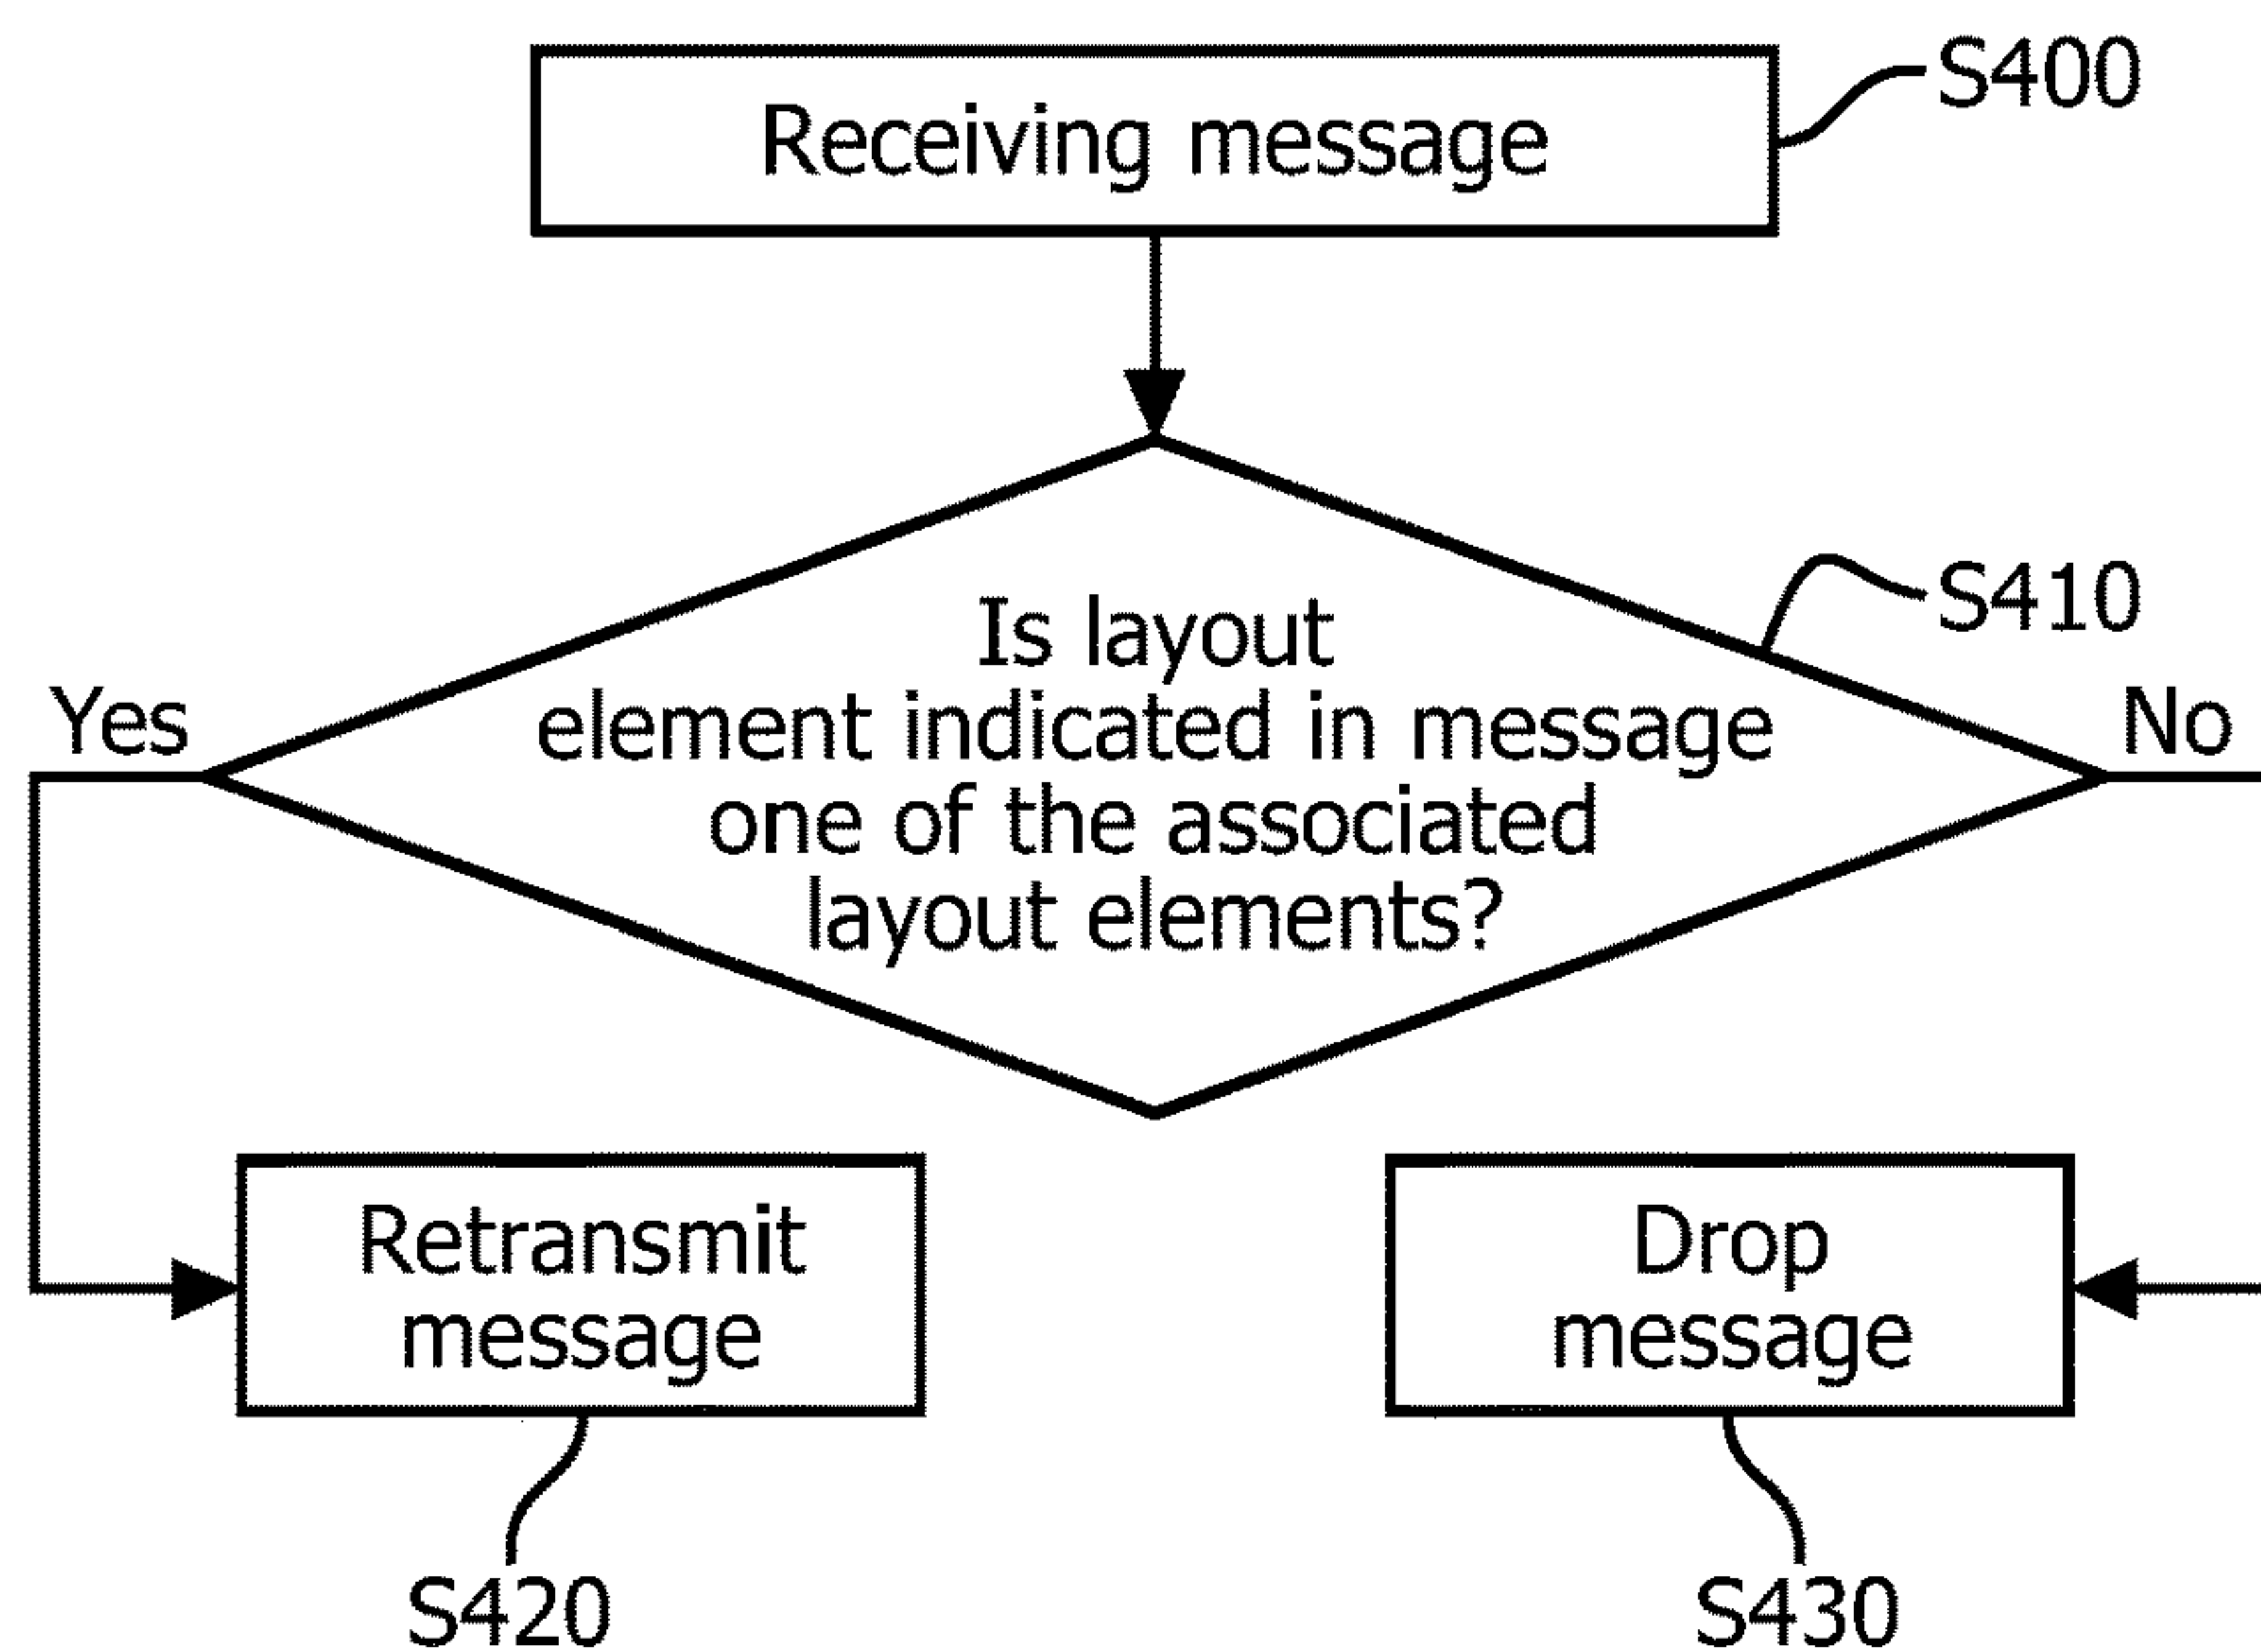 Receiving message
S400
Is layout
element indicated in message
one of the associated
layout elements?
S410
Yes
No
Retransmit
message
Drop
message
S420
S430